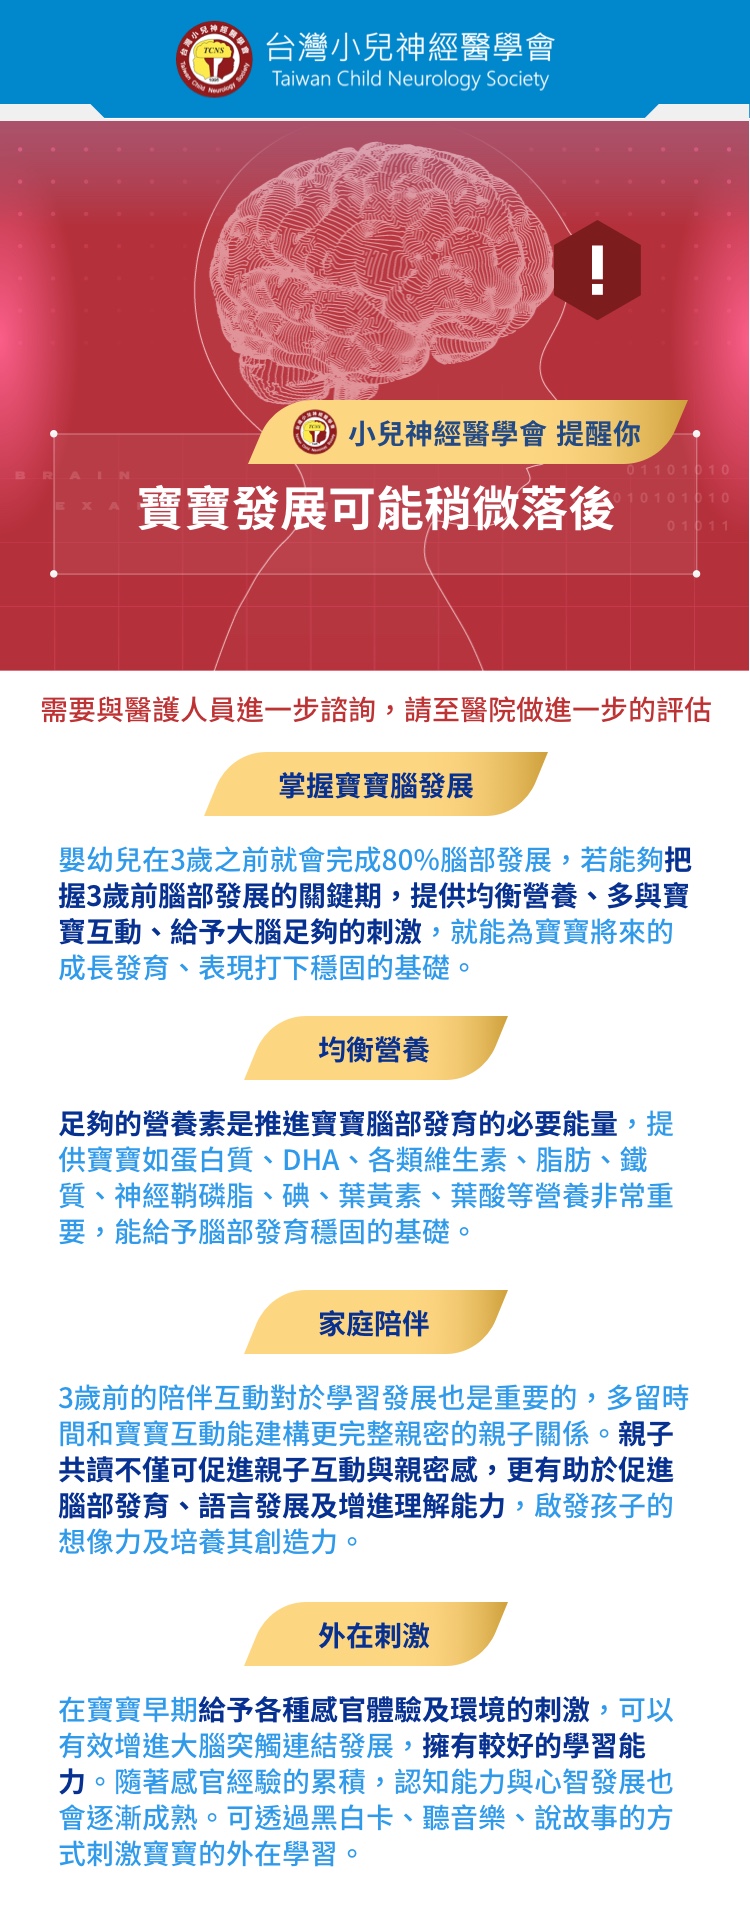 台灣小兒神經醫學會
Taiwan Child Neurology Society
TCNS
小兒神經醫學會 提醒你
BRAIN
01101010
寶寶發展可能稍微落後
010101010
01011
需要與醫護人員進一步諮詢，請至醫院做進一步的評估
掌握寶寶腦發展
嬰幼兒在3歲之前就會完成80%腦部發展，若能夠把
握3歲前腦部發展的關鍵期，提供均衡營養、多與寶
寶互動、給予大腦足夠的刺激，就能為寶寶將來的
成長發育、表現打下穩固的基礎。
均衡營養
足夠的營養素是推進寶寶腦部發育的必要能量，提
供寶寶如蛋白質、DHA、各類維生素、脂肪、鐵
質、神經鞘磷脂、碘、葉黃素、葉酸等營養非常重
要，能給予腦部發育穩固的基礎。
家庭陪伴
3歲前的陪伴互動對於學習發展也是重要的，多留時
間和寶寶互動能建構更完整親密的親子關係。親子
共讀不僅可促進親子互動與親密感，更有助於促進
腦部發育、語言發展及增進理解能力，啟發孩子的
想像力及培養其創造力。
外在刺激
在寶寶早期給予各種感官體驗及環境的刺激，可以
有效增進大腦突觸連結發展，擁有較好的學習能
力。隨著感官經驗的累積，認知能力與心智發展也
會逐漸成熟。可透過黑白卡、聽音樂、說故事的方
式刺激寶寶的外在學習。